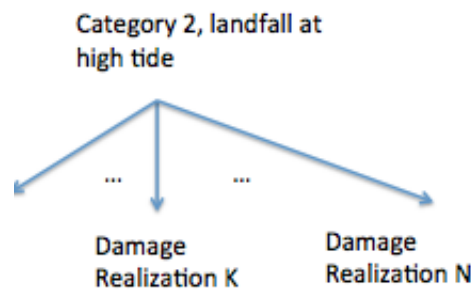 Category 2, landfall at
high tide
... ...
Damage
Realization K
Damage
Realization N